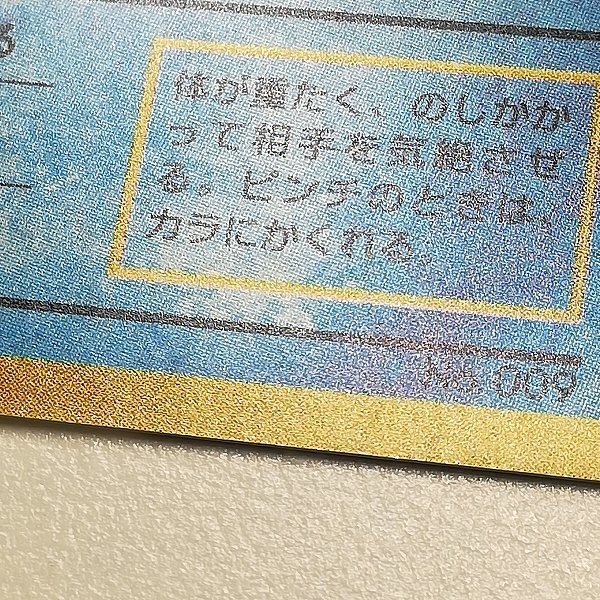 体が重たく、のしかか
って相手を気絶させ
る。ピンチのときは、
カラにかくれる。
No. 009